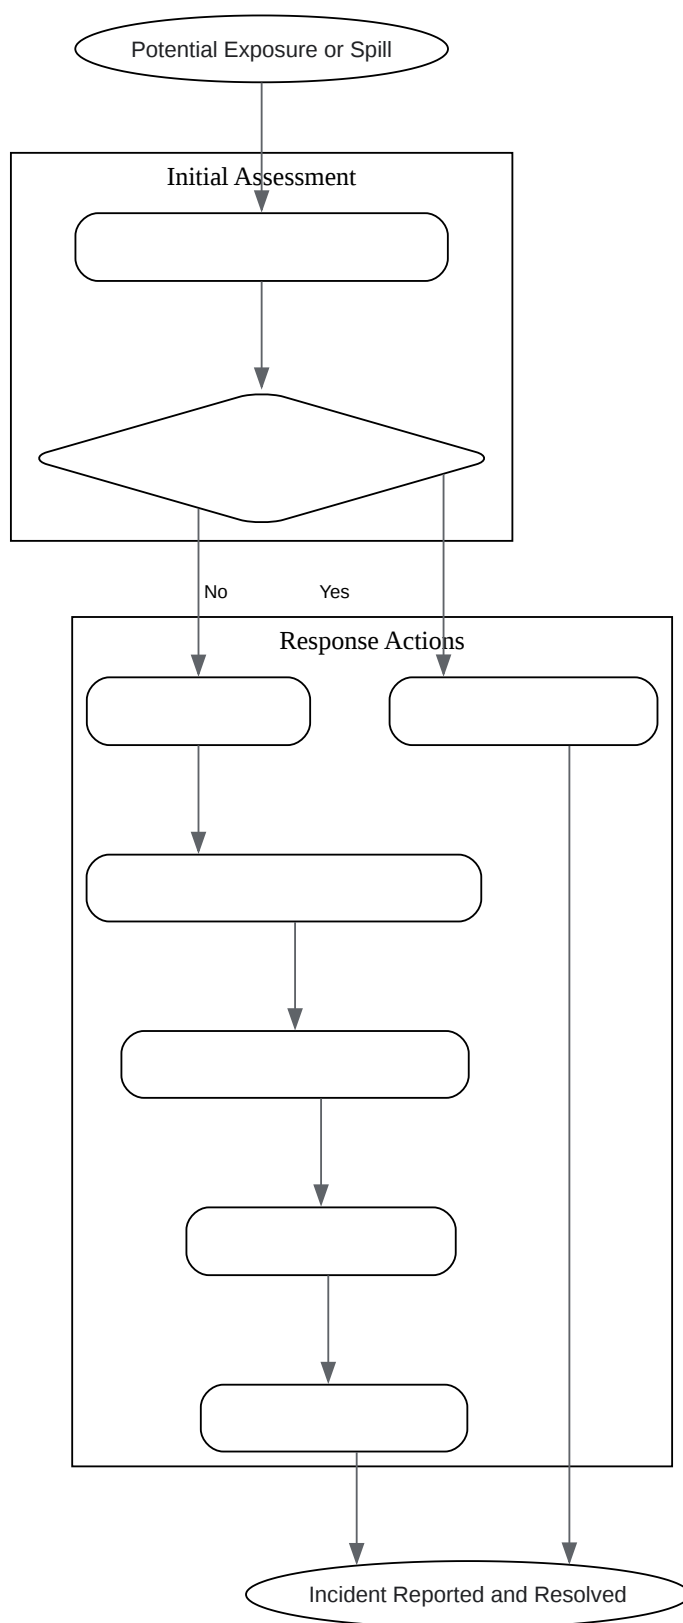 Potential Exposure or Spill
Initial Assessment
No
Yes
Response Actions
Incident Reported and Resolved